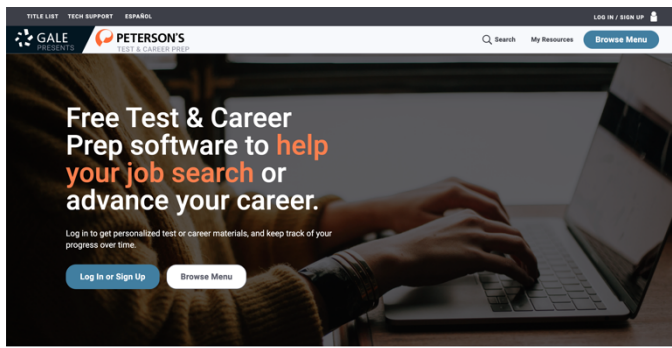 TITLE LIST TECH SUPPORT ESPAÑOL LOG IN / SIGN UP
GALE PETERSON'S
PRESENTS TEST & CAREER PREP
Search My Resources Browse Menu
Free Test & Career
Prep software to help
your job search or
advance your career.
Log in to get personalized test or career materials, and keep track of your
progress over time.
Log In or Sign Up Browse Menu